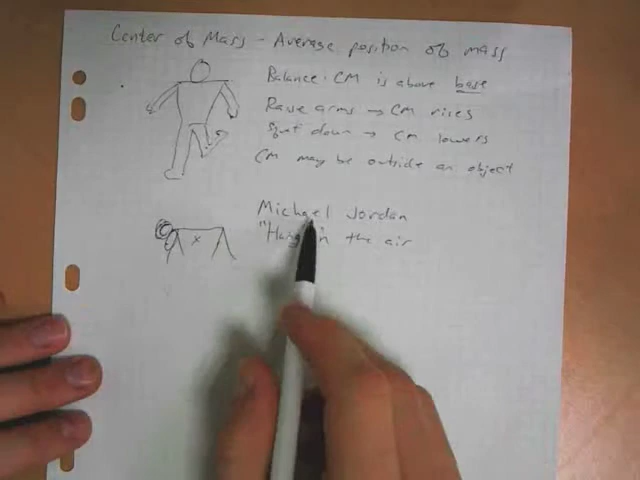 Center of Mass - Average position of mass
Balance: CM is above base
Raise arms → CM rises
Squat down → CM lowers
CM may be outside an object
Michael Jordan
x
in the air